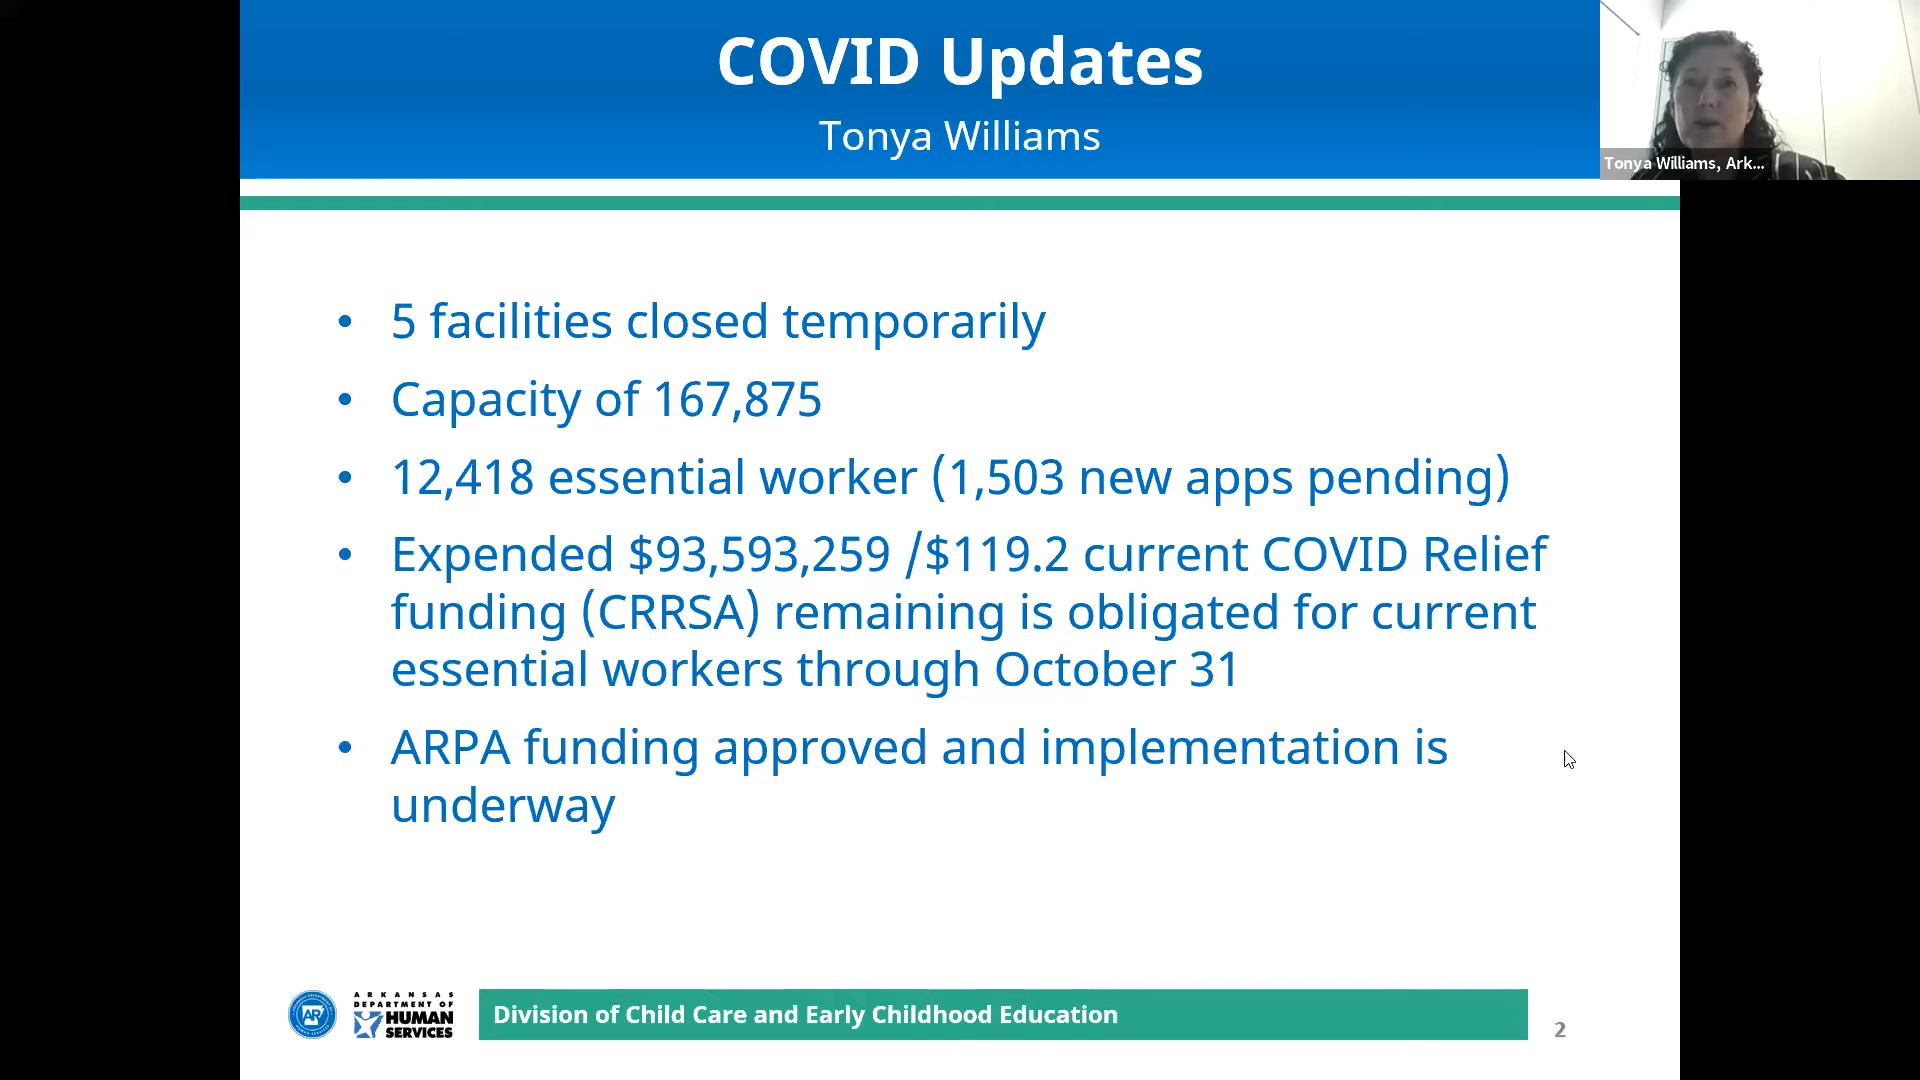 COVID Updates
Tonya Williams
Tonya Williams, Ark...
• 5 facilities closed temporarily
• Capacity of 167,875
• 12,418 essential worker (1,503 new apps pending)
• Expended $93,593,259 /$119.2 current COVID Relief
funding (CRRSA) remaining is obligated for current
essential workers through October 31
• ARPA funding approved and implementation is
underway
AR
ARKANSAS
DEPARTMENT OF
HUMAN
SERVICES
Division of Child Care and Early Childhood Education
2